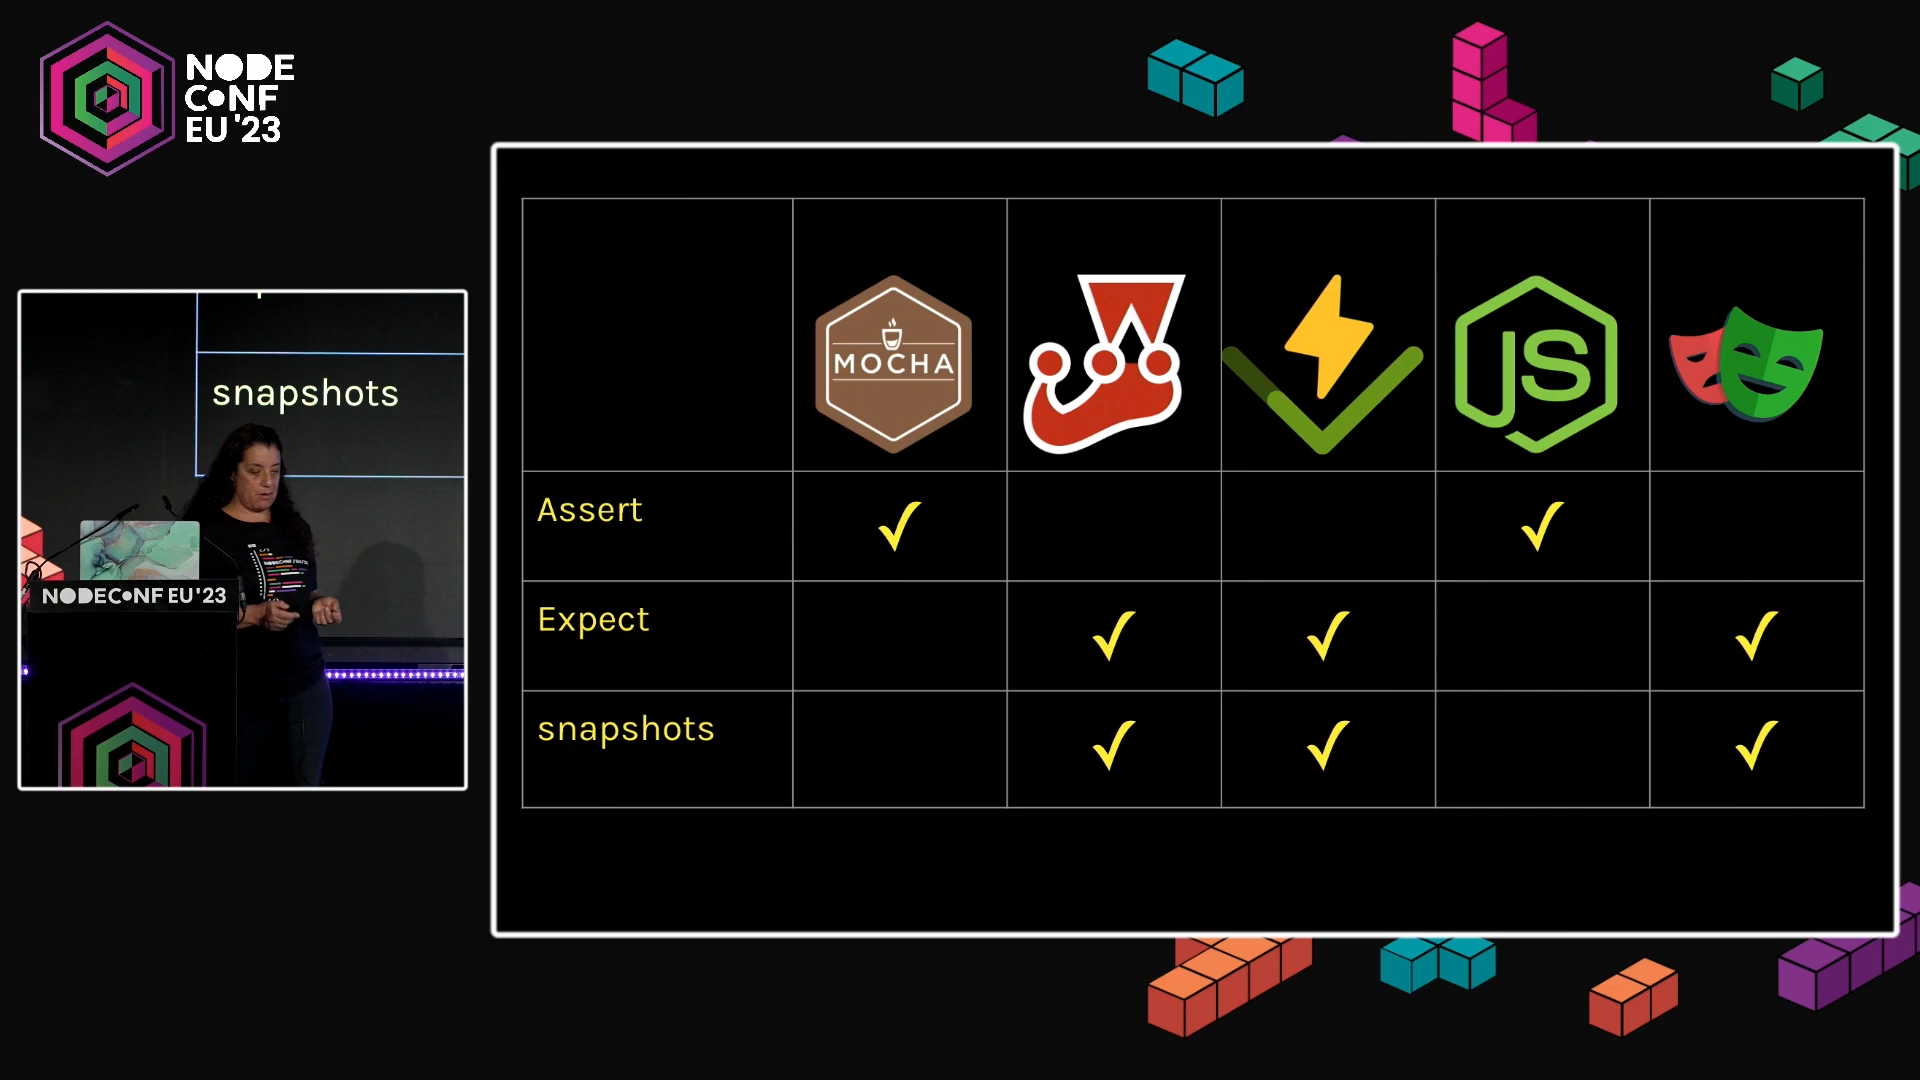 NODE
CONF
EU '23
snapshots
NODECONF EU '23
MOCHA
JS
Assert
✓
✓
Expect
✓
✓
✓
snapshots
✓
✓
✓